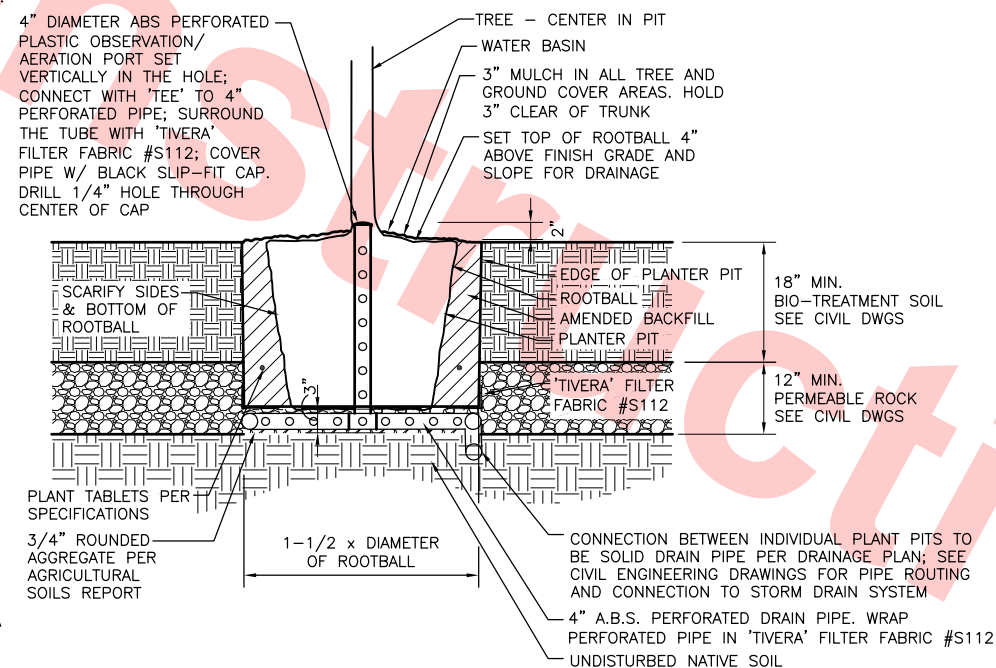 4” DIAMETER ABS PERFORATED
PLASTIC OBSERVATION/
AERATION PORT SET
VERTICALLY IN THE HOLE;
CONNECT WITH 'TEE' TO 4”
PERFORATED PIPE; SURROUND
THE TUBE WITH 'TIVERA'
FILTER FABRIC #S112; COVER
PIPE W/ BLACK SLIP-FIT CAP.
DRILL 1/4” HOLE THROUGH
CENTER OF CAP
TREE – CENTER IN PIT
WATER BASIN
3” MULCH IN ALL TREE AND
GROUND COVER AREAS. HOLD
3” CLEAR OF TRUNK
SET TOP OF ROOTBALL 4”
ABOVE FINISH GRADE AND
SLOPE FOR DRAINAGE
2”
EDGE OF PLANTER PIT
ROOTBALL
AMENDED BACKFILL
PLANTER PIT
'TIVERA' FILTER
FABRIC #S112
18” MIN.
BIO-TREATMENT SOIL
SEE CIVIL DWGS
12” MIN.
PERMEABLE ROCK
SEE CIVIL DWGS
SCARIFY SIDES
& BOTTOM OF
ROOTBALL
3”
PLANT TABLETS PER
SPECIFICATIONS
3/4” ROUNDED
AGGREGATE PER
AGRICULTURAL
SOILS REPORT
1-1/2 x DIAMETER
OF ROOTBALL
CONNECTION BETWEEN INDIVIDUAL PLANT PITS TO
BE SOLID DRAIN PIPE PER DRAINAGE PLAN; SEE
CIVIL ENGINEERING DRAWINGS FOR PIPE ROUTING
AND CONNECTION TO STORM DRAIN SYSTEM
4” A.B.S. PERFORATED DRAIN PIPE. WRAP
PERFORATED PIPE IN 'TIVERA' FILTER FABRIC #S112
UNDISTURBED NATIVE SOIL
nstructi